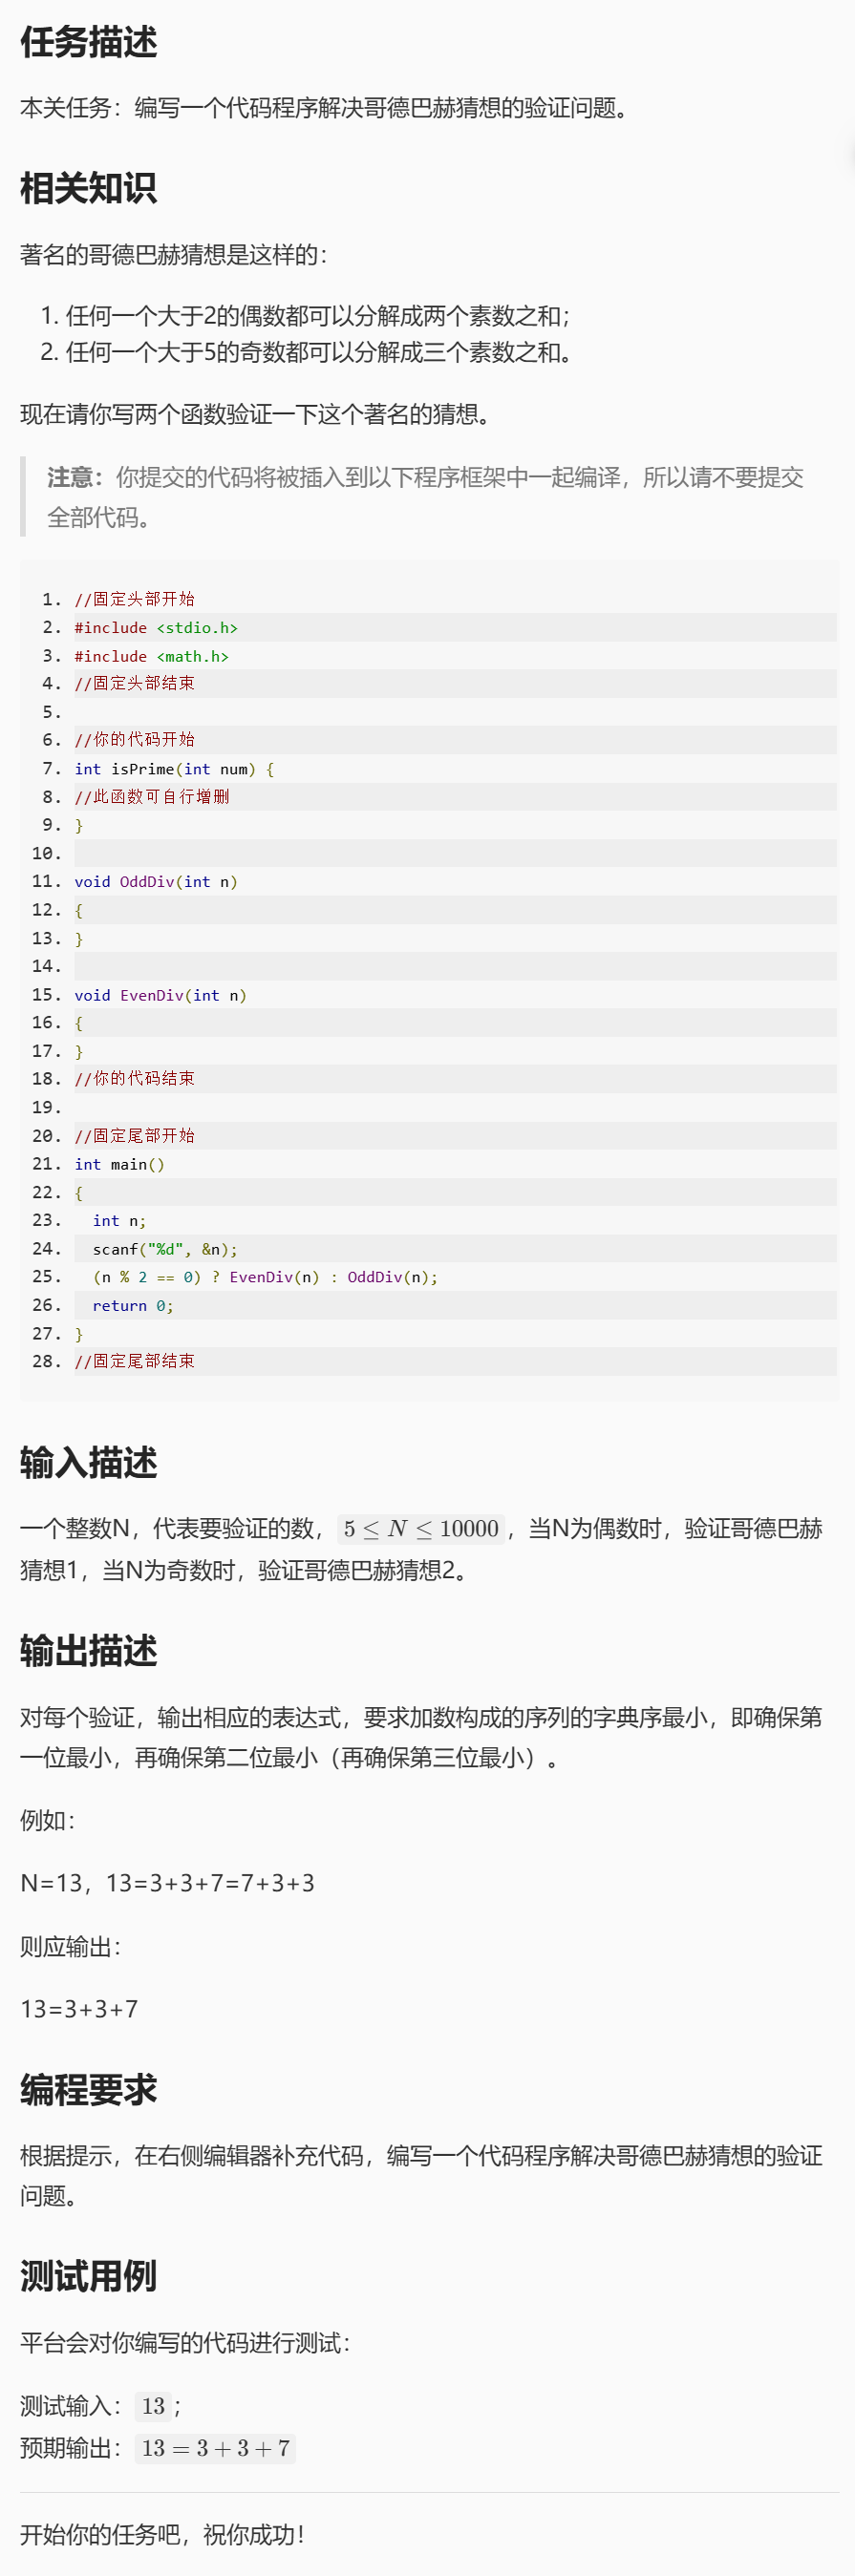 任务描述
本关任务：编写一个代码程序解决哥德巴赫猜想的验证问题。
相关知识
著名的哥德巴赫猜想是这样的：
1. 任何一个大于2的偶数都可以分解成两个素数之和；
2. 任何一个大于5的奇数都可以分解成三个素数之和。
现在请你写两个函数验证一下这个著名的猜想。
注意：你提交的代码将被插入到以下程序框架中一起编译，所以请不要提交
全部代码。
1. //固定头部开始
2. #include <stdio.h>
3. #include <math.h>
4. //固定头部结束
5.
6. //你的代码开始
7. int isPrime(int num) {
8. //此函数可自行增删
9. }
10.
11. void OddDiv(int n)
12. {
13. }
14.
15. void EvenDiv(int n)
16. {
17. }
18. //你的代码结束
19.
20. //固定尾部开始
21. int main()
22. {
23. int n;
24. scanf("%d", &n);
25. (n % 2 == 0) ? EvenDiv(n) : OddDiv(n);
26. return 0;
27. }
28. //固定尾部结束
输入描述
一个整数N，代表要验证的数，5 ≤ N ≤ 10000，当N为偶数时，验证哥德巴赫
猜想1，当N为奇数时，验证哥德巴赫猜想2。
输出描述
对每个验证，输出相应的表达式，要求加数构成的序列的字典序最小，即确保第
一位最小，再确保第二位最小（再确保第三位最小）。
例如：
N=13，13=3+3+7=7+3+3
则应输出：
13=3+3+7
编程要求
根据提示，在右侧编辑器补充代码，编写一个代码程序解决哥德巴赫猜想的验证
问题。
测试用例
平台会对你编写的代码进行测试：
测试输入：13；
预期输出：13 = 3 + 3 + 7
开始你的任务吧，祝你成功！